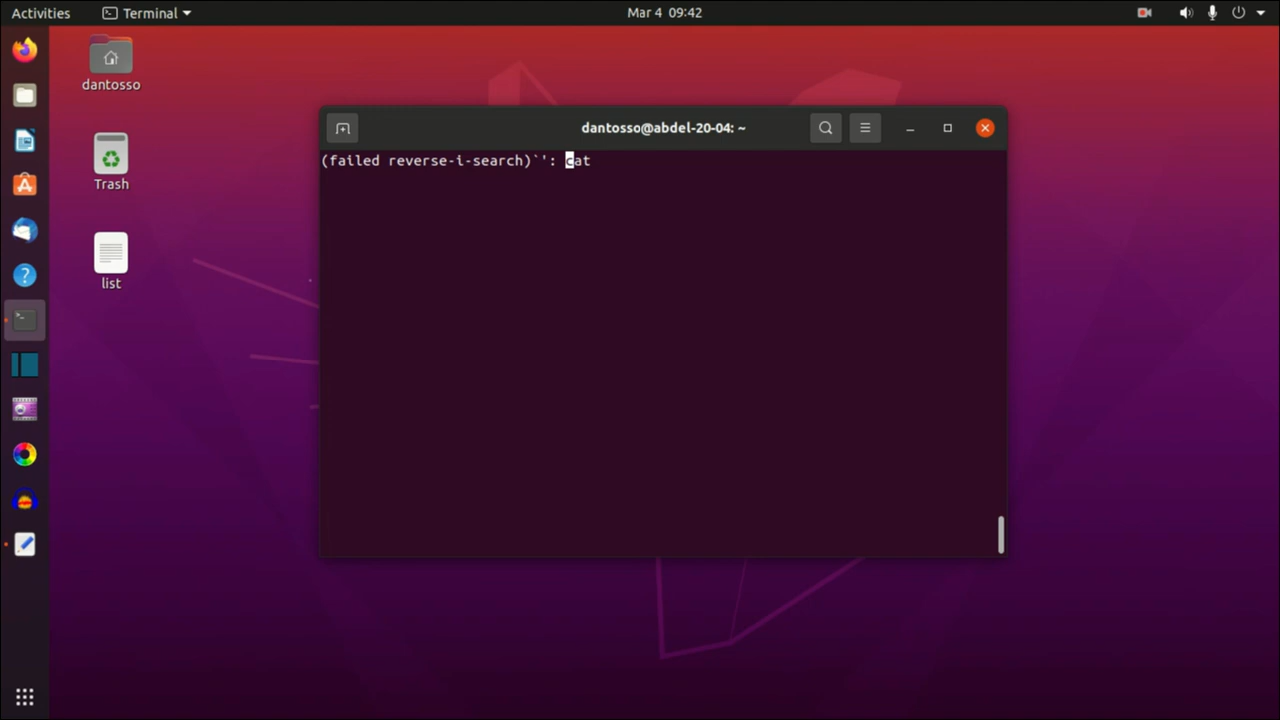 Activities
Terminal
Mar 4 09:42
dantosso
Trash
list
dantosso@abdel-20-04: ~
(failed reverse-i-search)`': cat